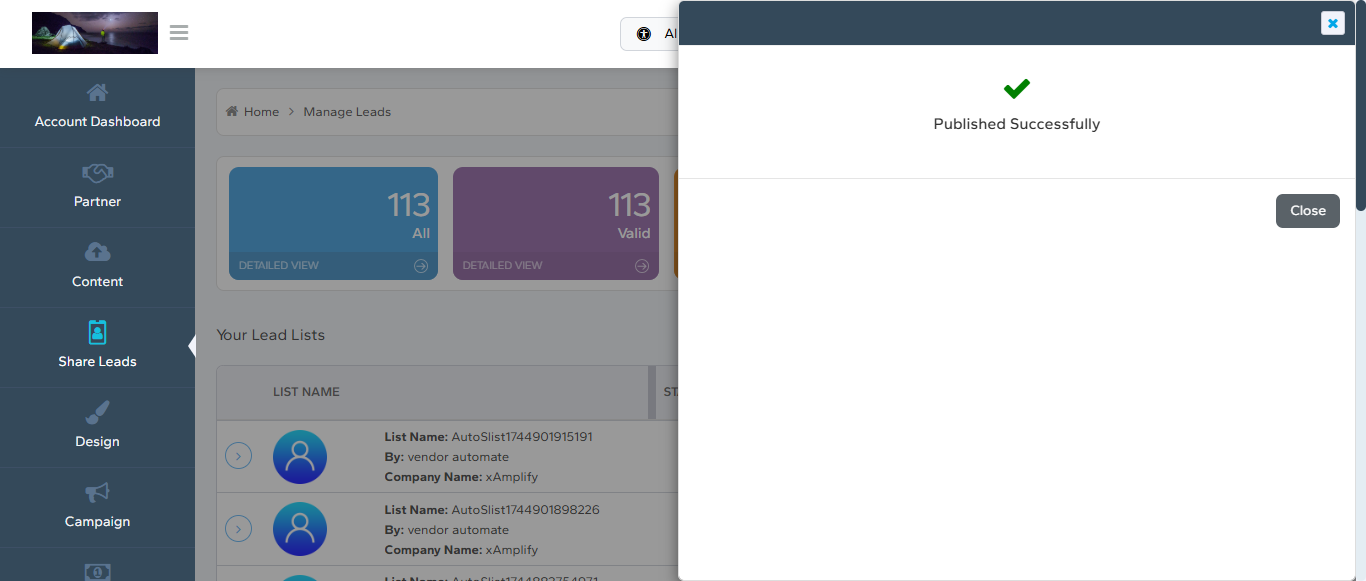 Al
Account Dashboard
Partner
Content
Share Leads
Design
Campaign
Home > Manage Leads
113
All
DETAILED VIEW
113
Valid
DETAILED VIEW
Your Lead Lists
LIST NAME
ST
List Name: AutoSlist1744901915191
By: vendor automate
Company Name: xAmplify
List Name: AutoSlist1744901898226
By: vendor automate
Company Name: xAmplify
Published Successfully
Close